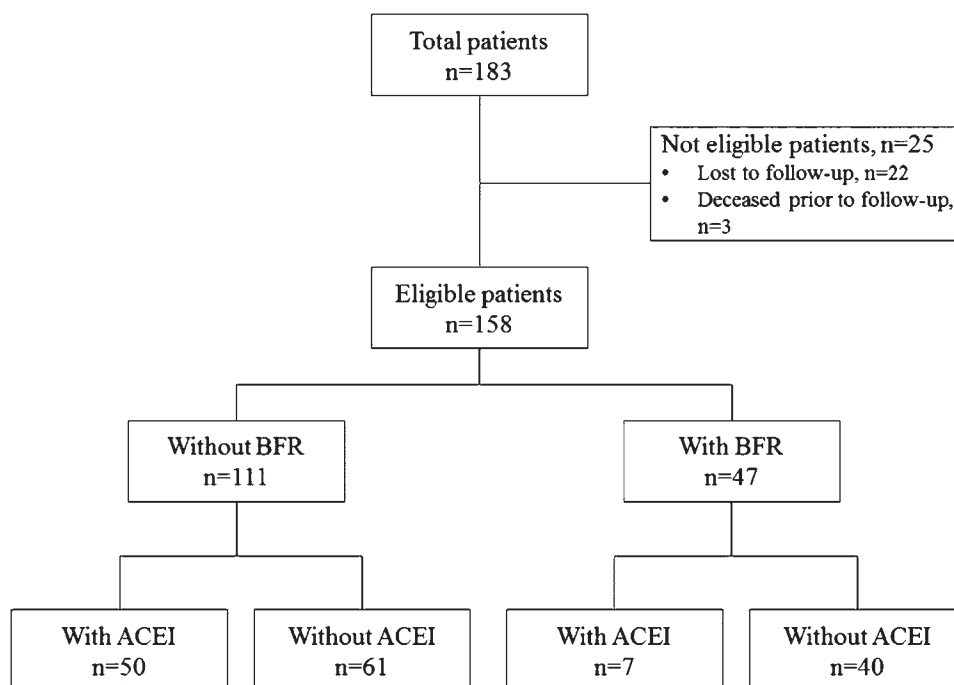 Total patients
n=183
Not eligible patients, n=25
• Lost to follow-up, n=22
• Deceased prior to follow-up,
n=3
Eligible patients
n=158
Without BFR
n=111
With BFR
n=47
With ACEI
n=50
Without ACEI
n=61
With ACEI
n=7
Without ACEI
n=40